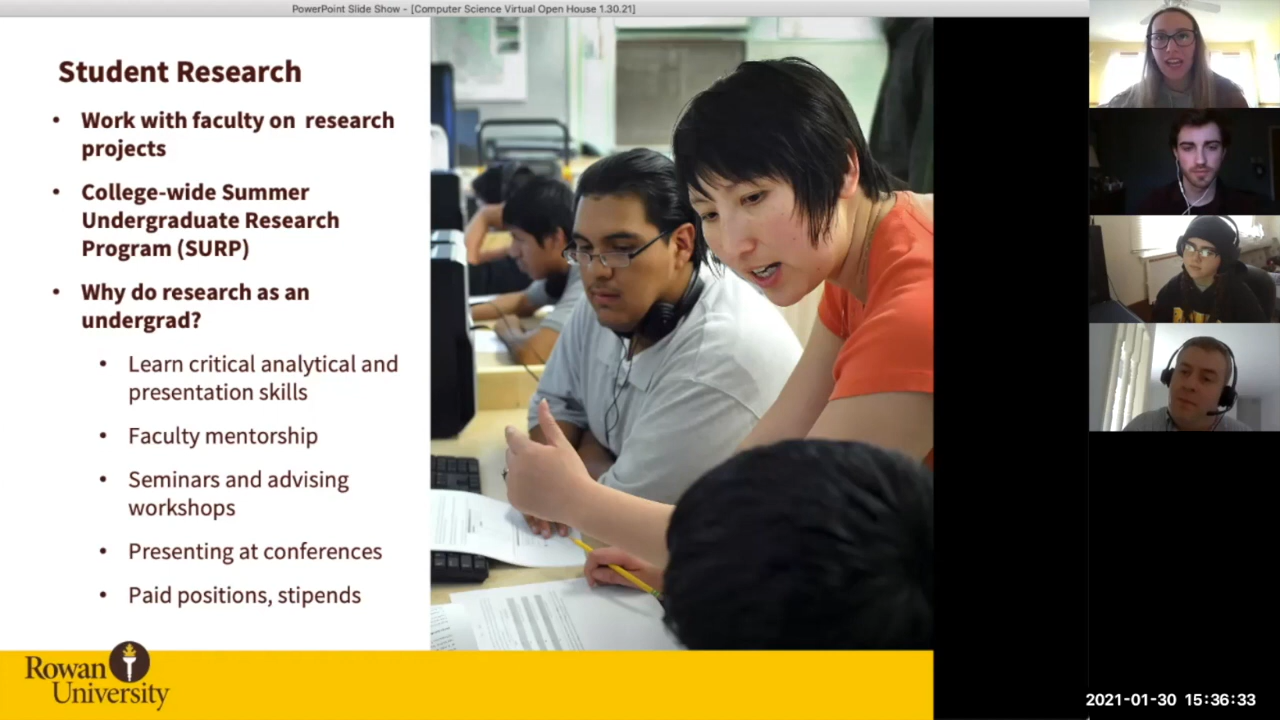 PowerPoint Slide Show - [Computer Science Virtual Open House 1.30.21]
Student Research
• Work with faculty on research
projects
• College-wide Summer
Undergraduate Research
Program (SURP)
• Why do research as an
undergrad?
• Learn critical analytical and
presentation skills
• Faculty mentorship
• Seminars and advising
workshops
• Presenting at conferences
• Paid positions, stipends
Rowan
University
2021-01-30 15:36:33